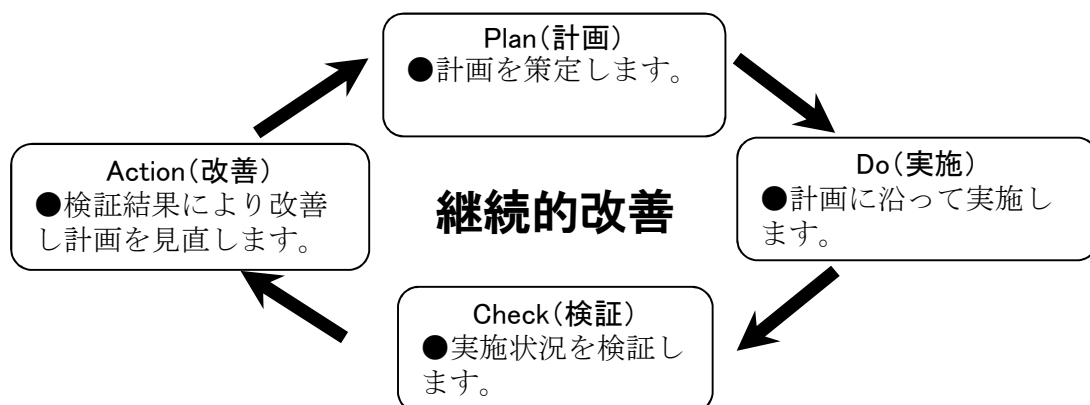 Plan(計画)
●計画を策定します。
Do(実施)
●計画に沿って実施し
ます。
Check(検証)
●実施状況を検証し
ます。
Action(改善)
●検証結果により改善
し計画を見直します。
継続的改善